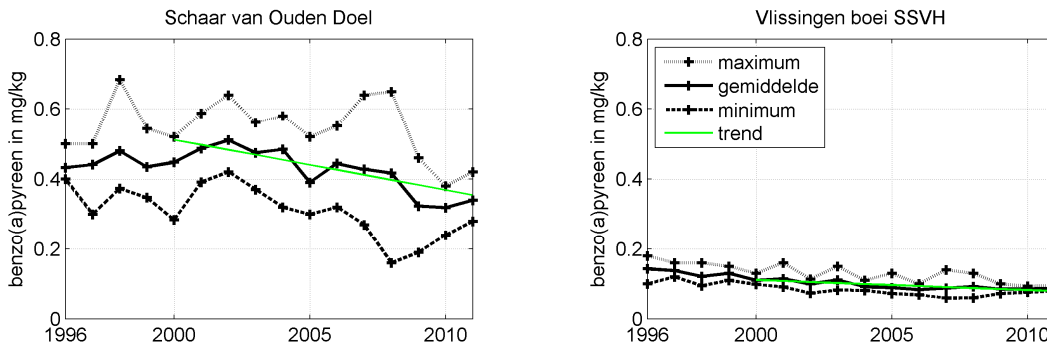 Schaar van Ouden Doel
0.8
0.6
0.4
0.2
0
benzo(a)pyreen in mg/kg
1996
2000
2005
2010
Vlissingen boei SSVH
0.8
0.6
0.4
0.2
0
benzo(a)pyreen in mg/kg
maximum
gemiddelde
minimum
trend
1996
2000
2005
2010